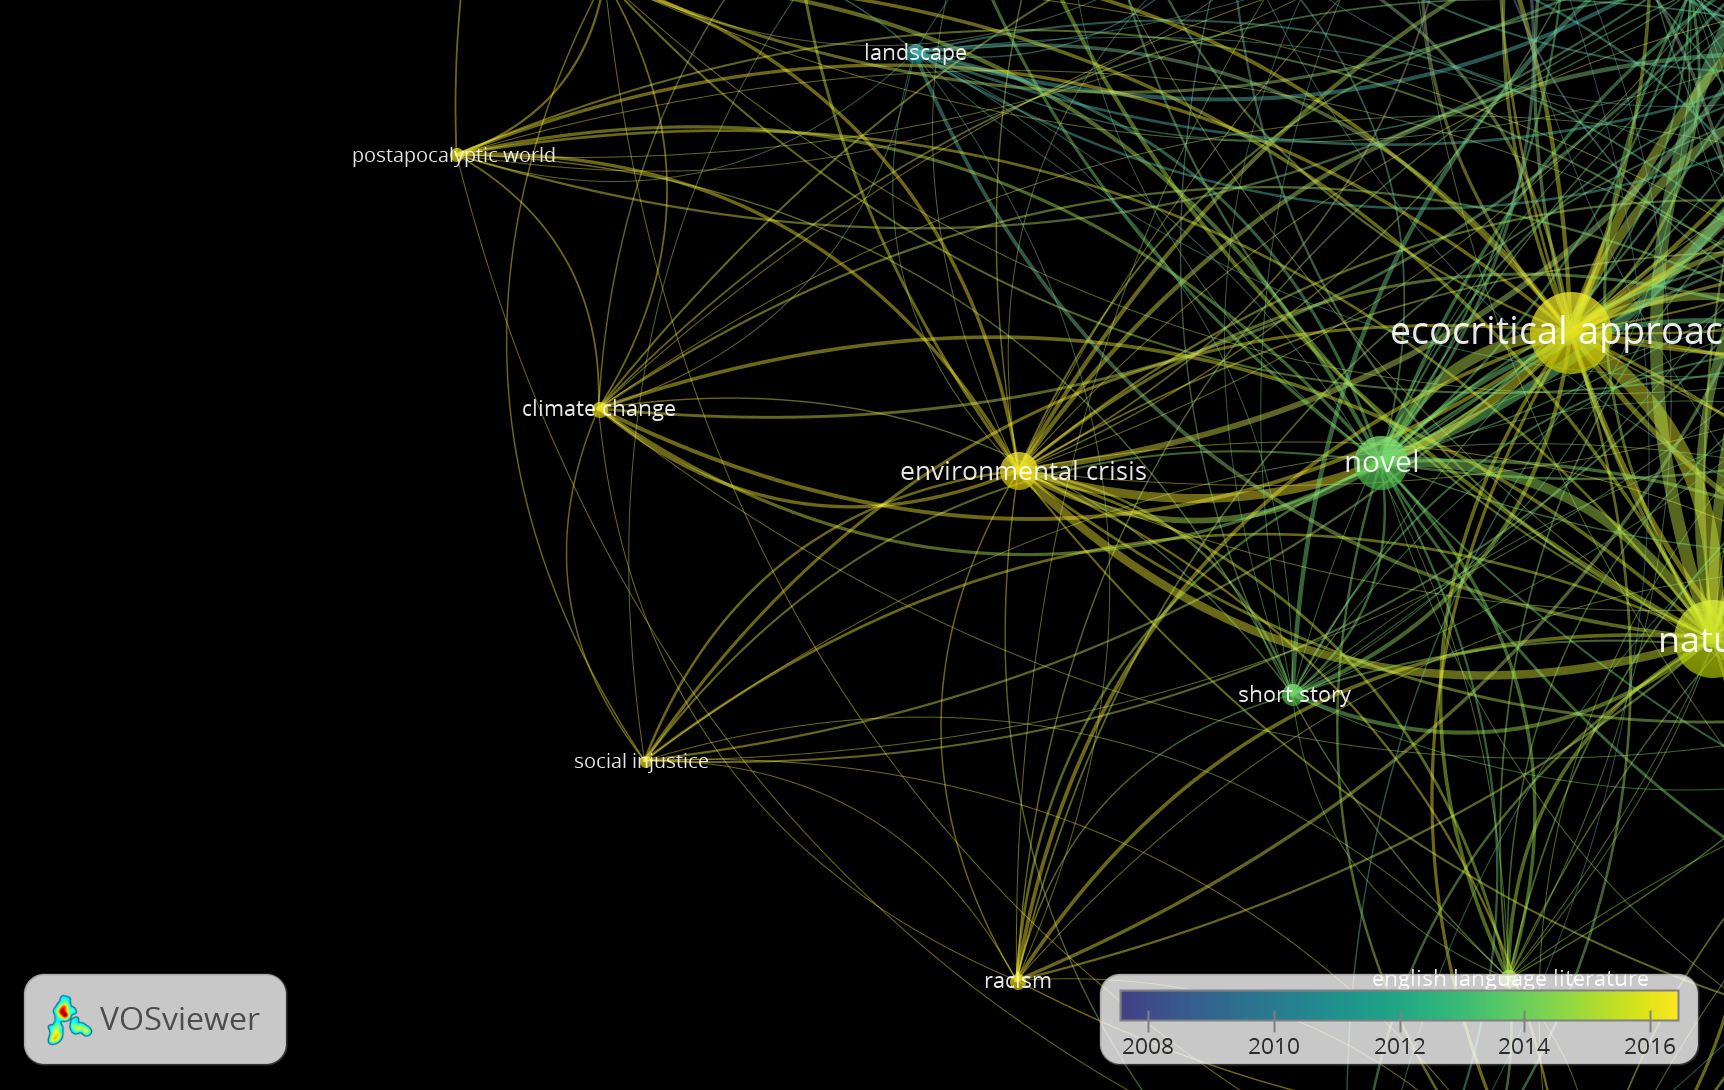 landscape
postapocalyptic world
ecocritical approac
climate change
novel
environmental crisis
natu
short story
social injustice
racism
english language literature
VOSviewer
2008 2010 2012 2014 2016